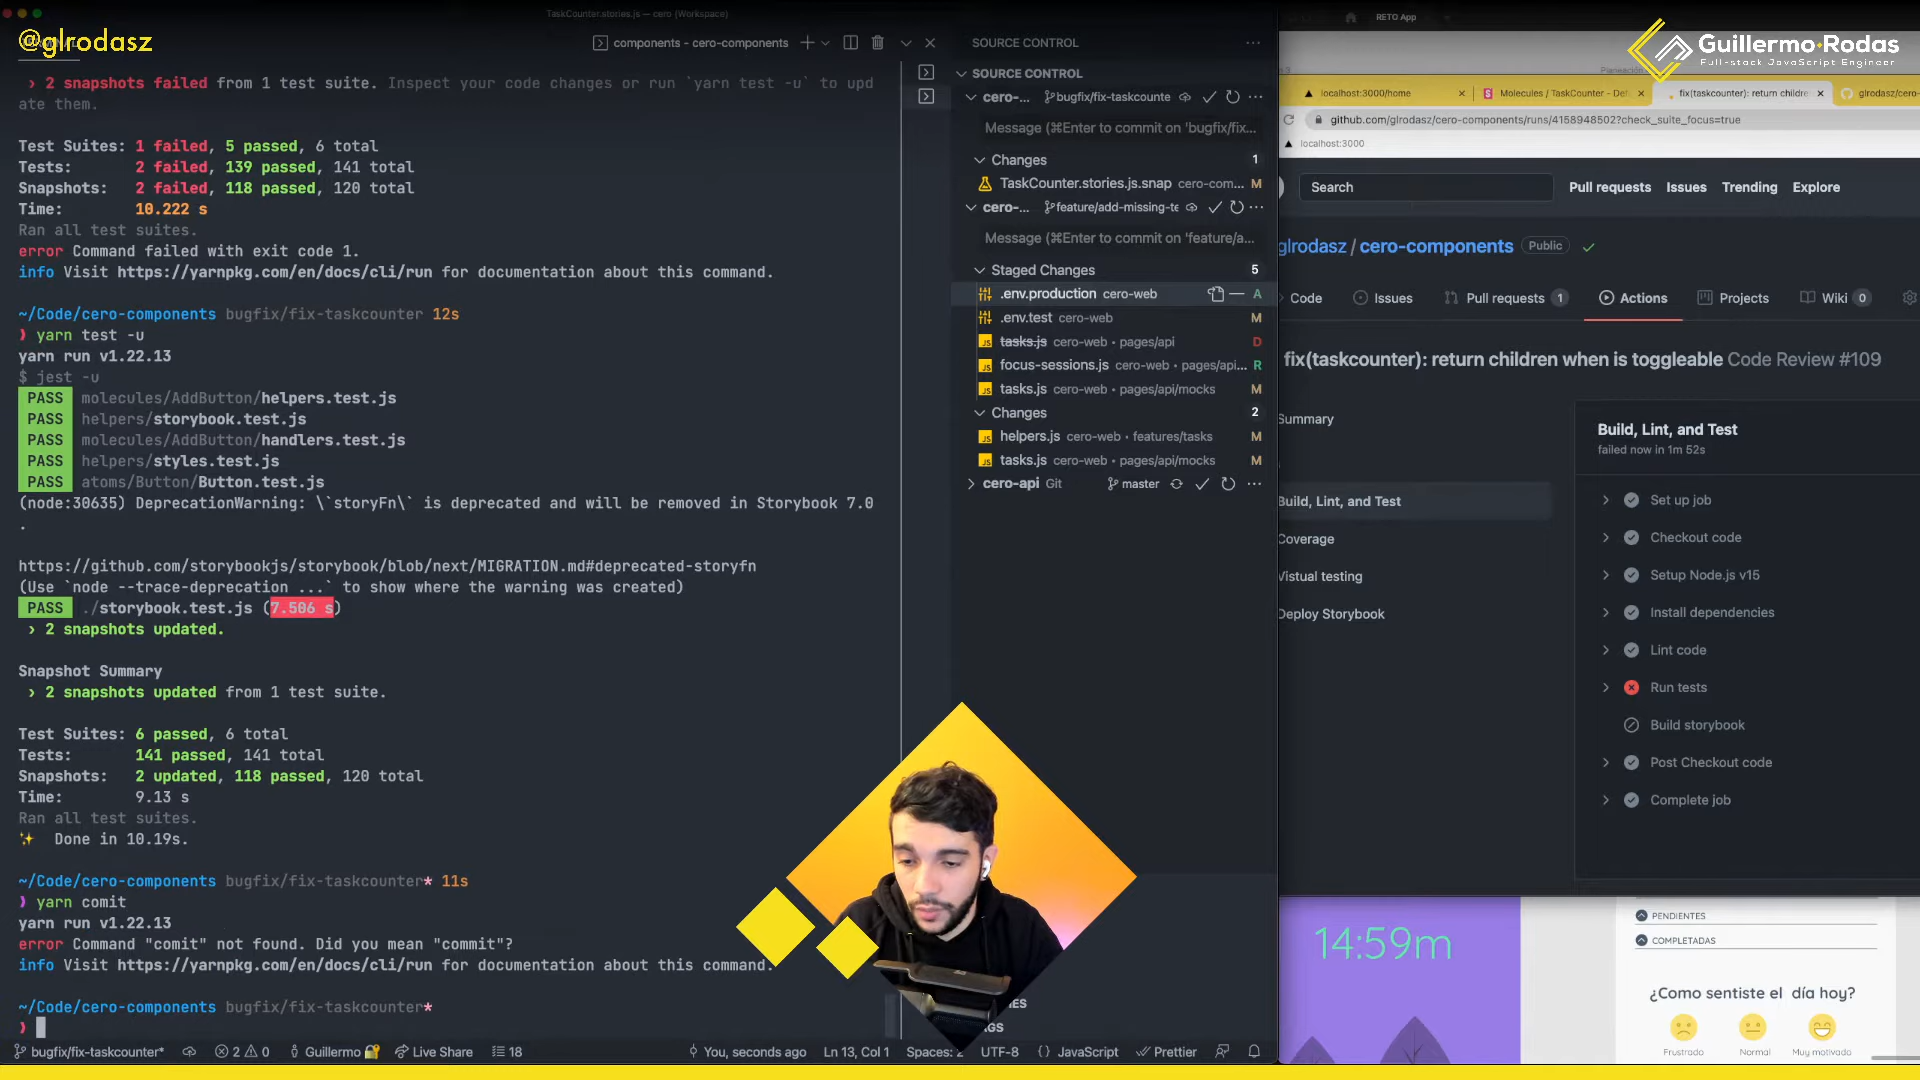 TaskCounter.stories.js — cero (Workspace)
@glrodasz
components - cero-components
› 2 snapshots failed from 1 test suite. Inspect your code changes or run `yarn test -u` to upd
ate them.
Test Suites: 1 failed, 5 passed, 6 total
Tests: 2 failed, 139 passed, 141 total
Snapshots: 2 failed, 118 passed, 120 total
Time: 10.222 s
Ran all test suites.
error Command failed with exit code 1.
info Visit https://yarnpkg.com/en/docs/cli/run for documentation about this command.
~/Code/cero-components bugfix/fix-taskcounter 12s
❯ yarn test -u
yarn run v1.22.13
$ jest -u
PASS molecules/AddButton/helpers.test.js
PASS helpers/storybook.test.js
PASS molecules/AddButton/handlers.test.js
PASS helpers/styles.test.js
PASS atoms/Button/Button.test.js
(node:30635) DeprecationWarning: \`storyFn\` is deprecated and will be removed in Storybook 7.0
.
https://github.com/storybookjs/storybook/blob/next/MIGRATION.md#deprecated-storyfn
(Use `node --trace-deprecation ...` to show where the warning was created)
PASS ./storybook.test.js (7.506 s)
› 2 snapshots updated.
Snapshot Summary
› 2 snapshots updated from 1 test suite.
Test Suites: 6 passed, 6 total
Tests: 141 passed, 141 total
Snapshots: 2 updated, 118 passed, 120 total
Time: 9.13 s
Ran all test suites.
✨ Done in 10.19s.
~/Code/cero-components bugfix/fix-taskcounter* 11s
❯ yarn comit
yarn run v1.22.13
error Command "comit" not found. Did you mean "commit"?
info Visit https://yarnpkg.com/en/docs/cli/run for documentation about this command.
~/Code/cero-components bugfix/fix-taskcounter*
❯
SOURCE CONTROL
SOURCE CONTROL
cero-... bugfix/fix-taskcounte
Message (⌘Enter to commit on 'bugfix/fix...
Changes 1
TaskCounter.stories.js.snap cero-com... M
cero-... feature/add-missing-te
Message (⌘Enter to commit on 'feature/a...
Staged Changes 5
.env.production cero-web A
.env.test cero-web M
tasks.js cero-web • pages/api D
focus-sessions.js cero-web • pages/api... R
tasks.js cero-web • pages/api/mocks M
Changes 2
helpers.js cero-web • features/tasks M
tasks.js cero-web • pages/api/mocks M
cero-api Git master
bugfix/fix-taskcounter* 2 0 Guillermo Live Share 18
You, seconds ago Ln 13, Col 1 Spaces: 2 UTF-8 JavaScript Prettier
RETO App
Guillermo Rodas
Full-stack JavaScript Engineer
localhost:3000/home
Molecules / TaskCounter - De
fix(taskcounter): return childre
glrodasz/cero
github.com/glrodasz/cero-components/runs/4158948502?check_suite_focus=true
localhost:3000
Search Pull requests Issues Trending Explore
glrodasz / cero-components Public
Code Issues Pull requests 1 Actions Projects Wiki 0
fix(taskcounter): return children when is toggleable Code Review #109
Summary
Build, Lint, and Test
Coverage
Vistual testing
Deploy Storybook
Build, Lint, and Test
failed now in 1m 52s
Set up job
Checkout code
Setup Node.js v15
Install dependencies
Lint code
Run tests
Build storybook
Post Checkout code
Complete job
14:59m
PENDIENTES
COMPLETADAS
¿Como sentiste el día hoy?
Frustrado Normal Muy motivado